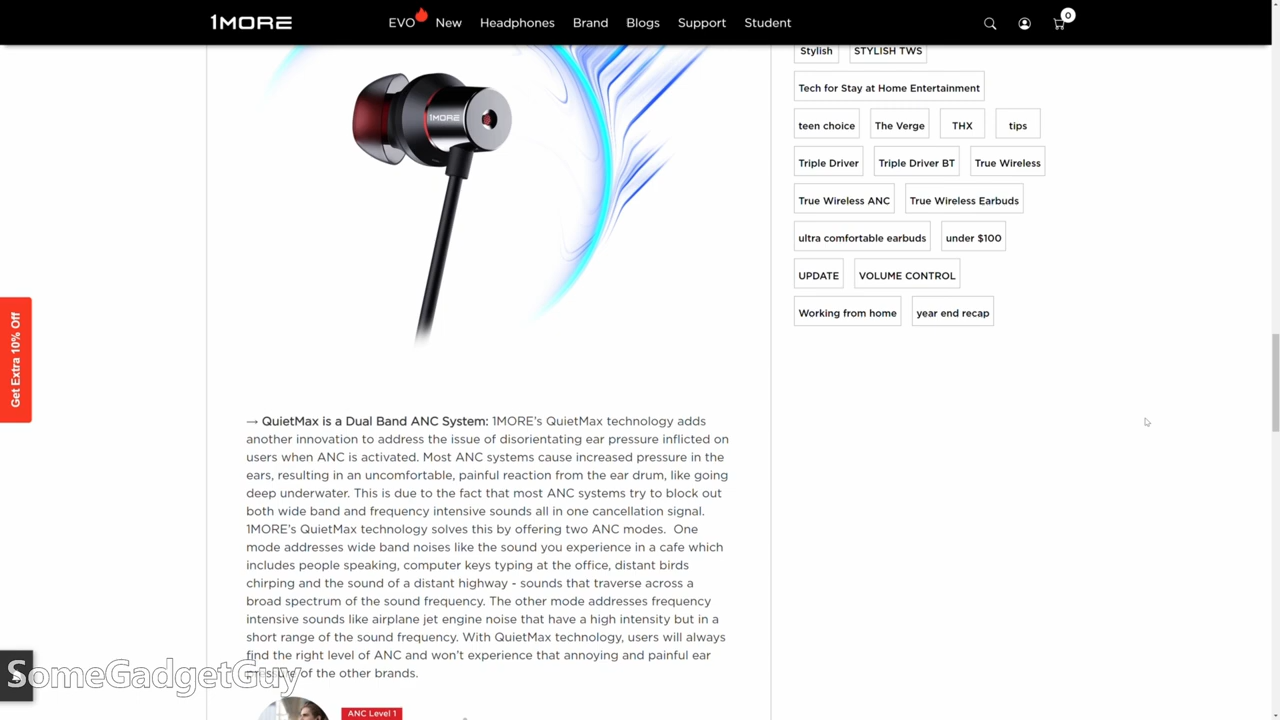 1MORE
EVO New Headphones Brand Blogs Support Student
0
Stylish STYLISH TWS
Tech for Stay at Home Entertainment
teen choice The Verge THX tips
Triple Driver Triple Driver BT True Wireless
True Wireless ANC True Wireless Earbuds
ultra comfortable earbuds under $100
UPDATE VOLUME CONTROL
Working from home year end recap
1MORE
Get Extra 10% Off
→ QuietMax is a Dual Band ANC System: 1MORE’s QuietMax technology adds
another innovation to address the issue of disorientating ear pressure inflicted on
users when ANC is activated. Most ANC systems cause increased pressure in the
ears, resulting in an uncomfortable, painful reaction from the ear drum, like going
deep underwater. This is due to the fact that most ANC systems try to block out
both wide band and frequency intensive sounds all in one cancellation signal.
1MORE’s QuietMax technology solves this by offering two ANC modes. One
mode addresses wide band noises like the sound you experience in a cafe which
includes people speaking, computer keys typing at the office, distant birds
chirping and the sound of a distant highway - sounds that traverse across a
broad spectrum of the sound frequency. The other mode addresses frequency
intensive sounds like airplane jet engine noise that have a high intensity but in a
short range of the sound frequency. With QuietMax technology, users will always
find the right level of ANC and won’t experience that annoying and painful ear
pressure of the other brands.
SomeGadgetGuy
ANC Level 1